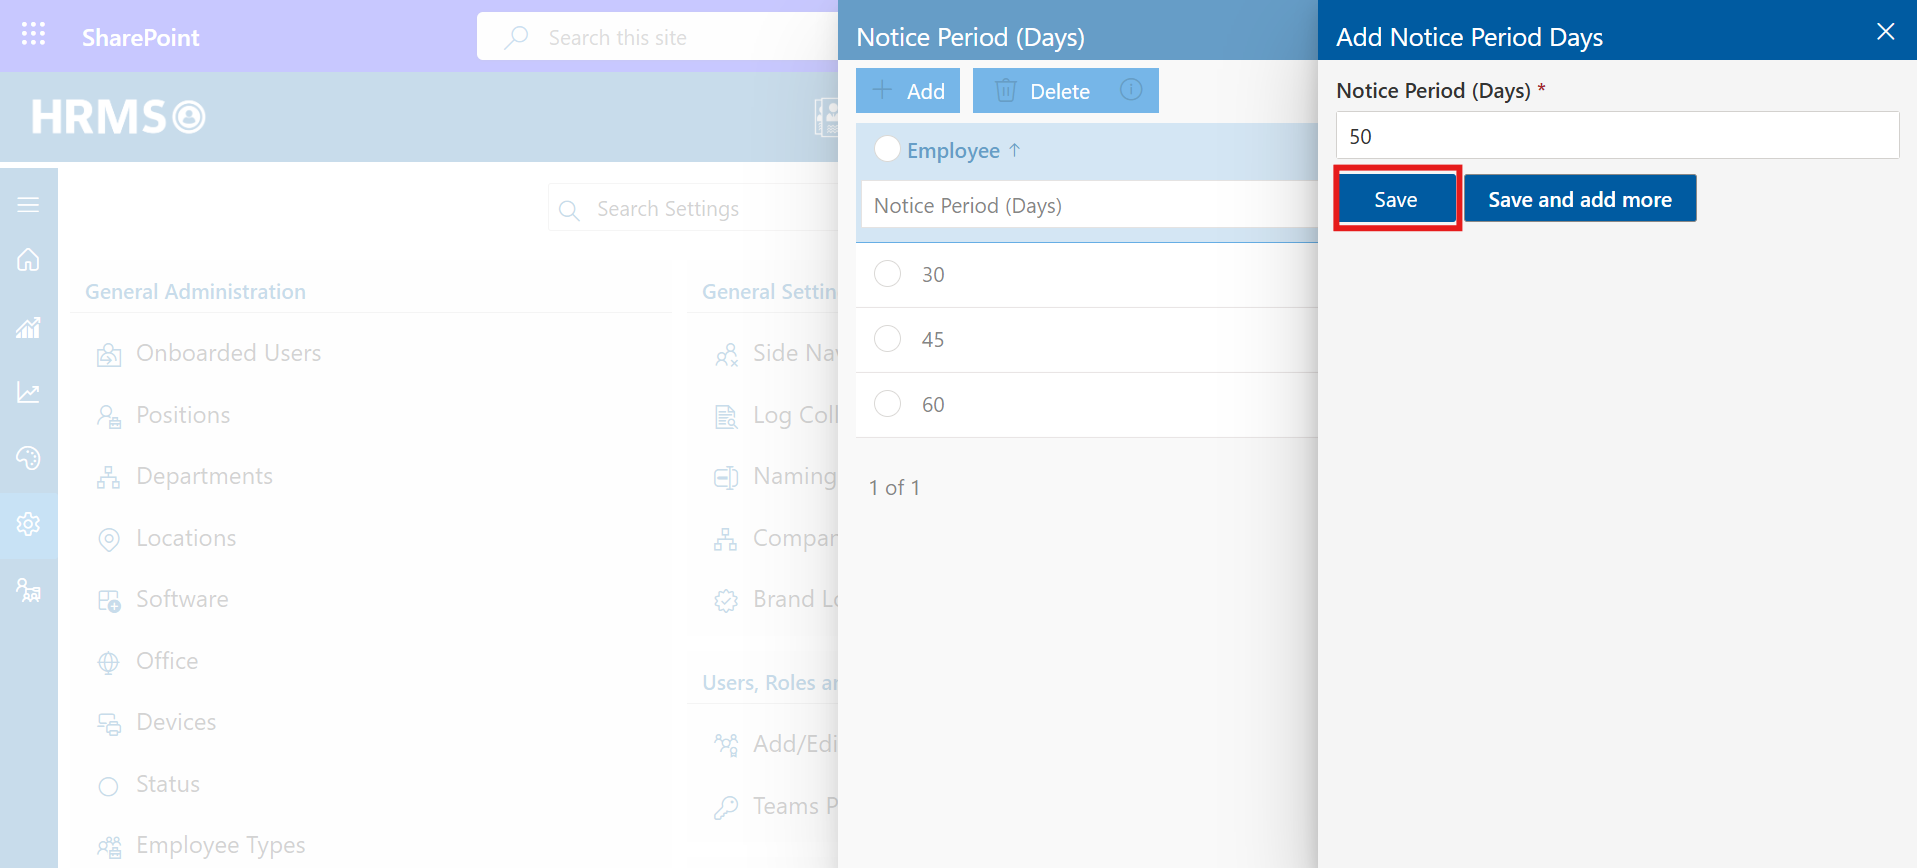 SharePoint
Search this site
HRMS
Search Settings
General Administration
Onboarded Users
Positions
Departments
Locations
Software
Office
Devices
Status
Employee Types
General Settin
Side Nav
Log Coll
Naming
Compar
Brand Lo
Users, Roles an
Add/Edi
Teams P
Notice Period (Days)
Add
Delete
Employee ↑
Notice Period (Days)
30
45
60
1 of 1
Add Notice Period Days
Notice Period (Days) *
50
Save
Save and add more